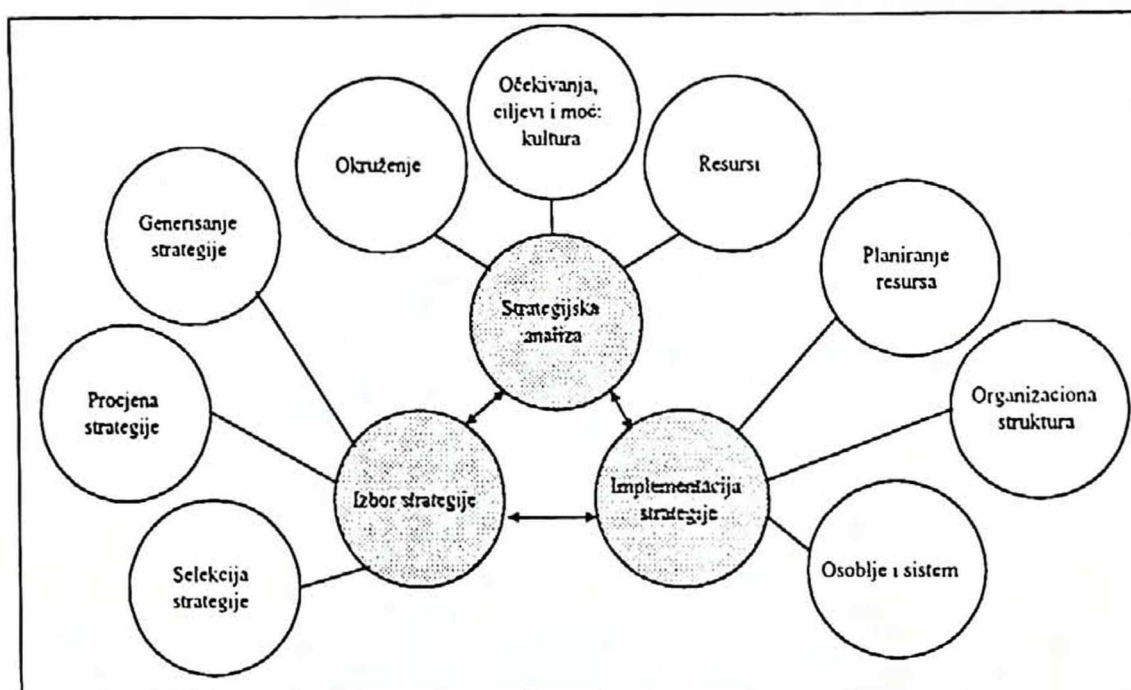 Očekivanja,
ciljevi i moć:
kultura
Okruženje
Resursi
Generisanje
strategije
Planiranje
resursa
Strategijska
analiza
Procjena
strategije
Organizaciona
struktura
Izbor strategije
Implementacija
strategije
Selekcija
strategije
Osoblje i sistem